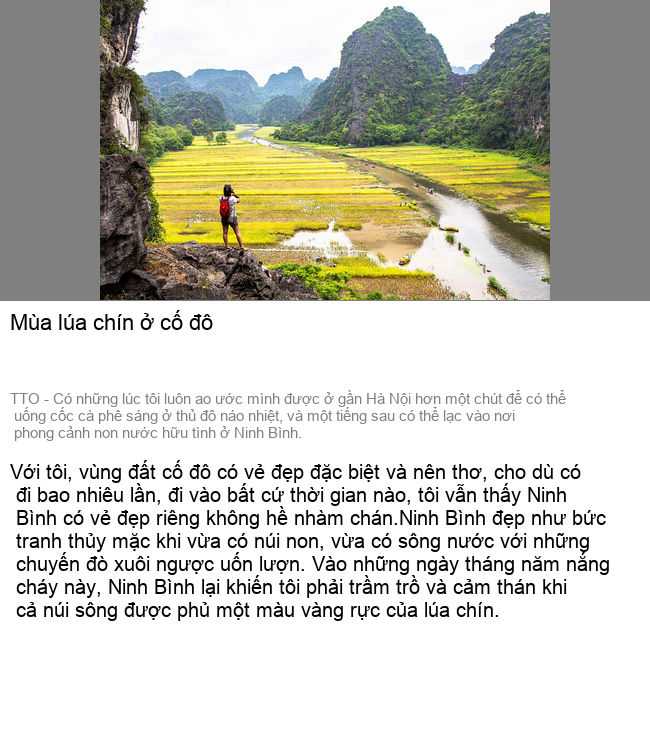 Mùa lúa chín ở cố đô
TTO - Có những lúc tôi luôn ao ước mình được ở gần Hà Nội hơn một chút để có thể
uống cốc cà phê sáng ở thủ đô náo nhiệt, và một tiếng sau có thể lạc vào nơi
phong cảnh non nước hữu tình ở Ninh Bình.
Với tôi, vùng đất cố đô có vẻ đẹp đặc biệt và nên thơ, cho dù có
đi bao nhiêu lần, đi vào bất cứ thời gian nào, tôi vẫn thấy Ninh
Bình có vẻ đẹp riêng không hề nhàm chán.Ninh Bình đẹp như bức
tranh thủy mặc khi vừa có núi non, vừa có sông nước với những
chuyến đò xuôi ngược uốn lượn. Vào những ngày tháng năm nắng
cháy này, Ninh Bình lại khiến tôi phải trầm trồ và cảm thán khi
cả núi sông được phủ một màu vàng rực của lúa chín.